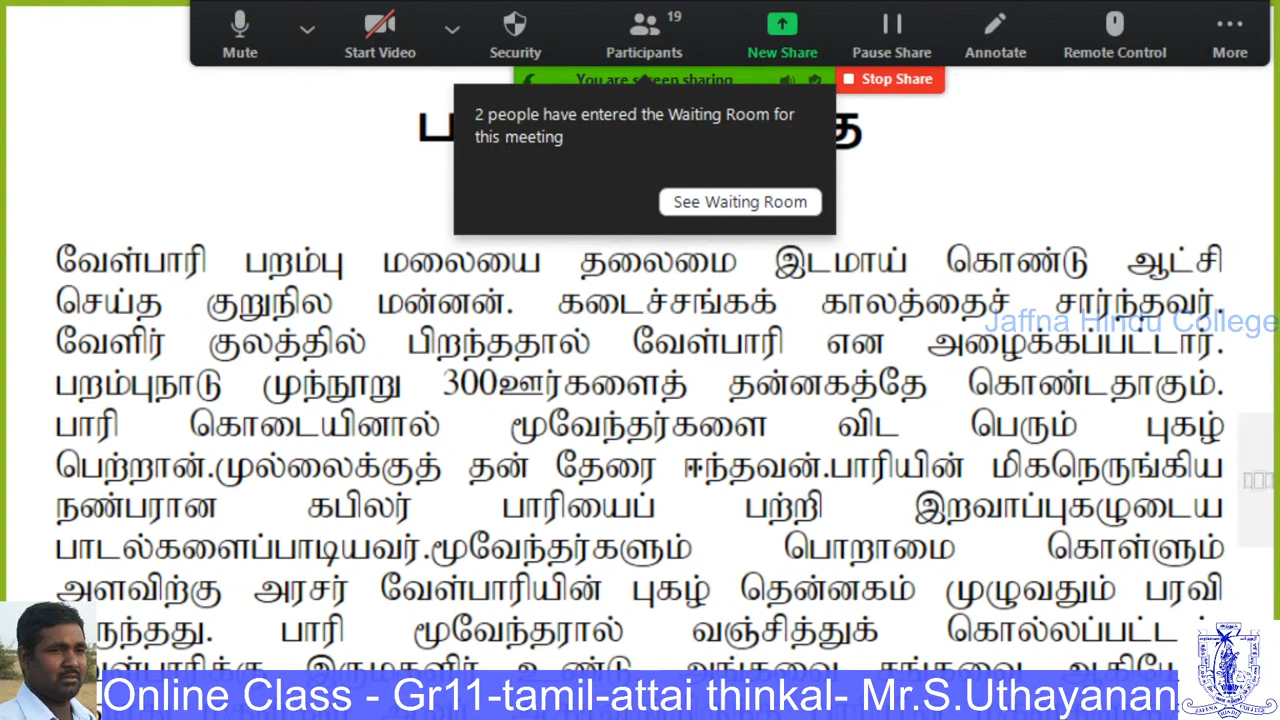 19
Mute
Start Video
Security
Participants
New Share
Pause Share
Annotate
Remote Control
More
You are screen sharing
Stop Share
2 people have entered the Waiting Room for
this meeting
See Waiting Room
வேள்பாரி பறம்பு மலையை தலைமை இடமாய் கொண்டு ஆட்சி
செய்த குறுநில மன்னன். கடைச்சங்கக் காலத்தைச் சார்ந்தவர்.
Jaffna Hindu College
வேளிர் குலத்தில் பிறந்ததால் வேள்பாரி என அழைக்கப்பட்டார்.
பறம்புநாடு முந்நூறு 300ஊர்களைத் தன்னகத்தே கொண்டதாகும்.
பாரி கொடையினால் மூவேந்தர்களை விட பெரும் புகழ்
பெற்றான்.முல்லைக்குத் தன் தேரை ஈந்தவன்.பாரியின் மிகநெருங்கிய
நண்பரான கபிலர் பாரியைப் பற்றி இறவாப்புகழுடைய
பாடல்களைப்பாடியவர்.மூவேந்தர்களும் பொறாமை கொள்ளும்
அளவிற்கு அரசர் வேள்பாரியின் புகழ் தென்னகம் முழுவதும் பரவி
பாரி மூவேந்தரால் வஞ்சித்துக்
Online Class - Gr11-tamil-attai thinkal- Mr.S.Uthayanan